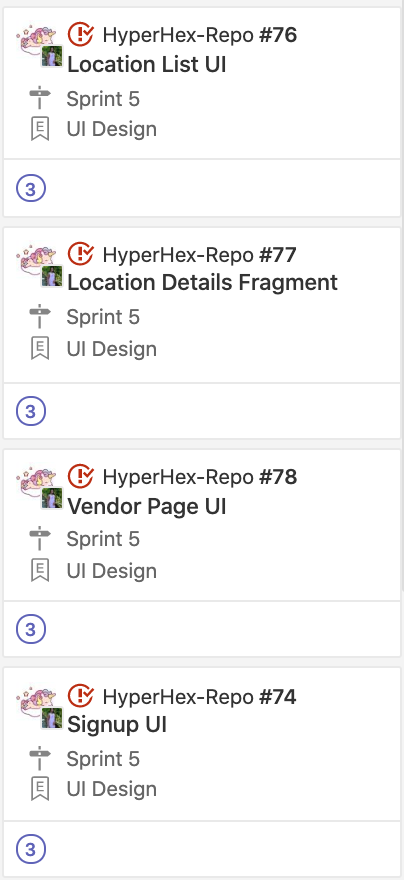 HyperHex-Repo #76
Location List UI
Sprint 5
E UI Design
3
HyperHex-Repo #77
Location Details Fragment
Sprint 5
E UI Design
3
HyperHex-Repo #78
Vendor Page UI
Sprint 5
E UI Design
3
HyperHex-Repo #74
Signup UI
Sprint 5
E UI Design
3